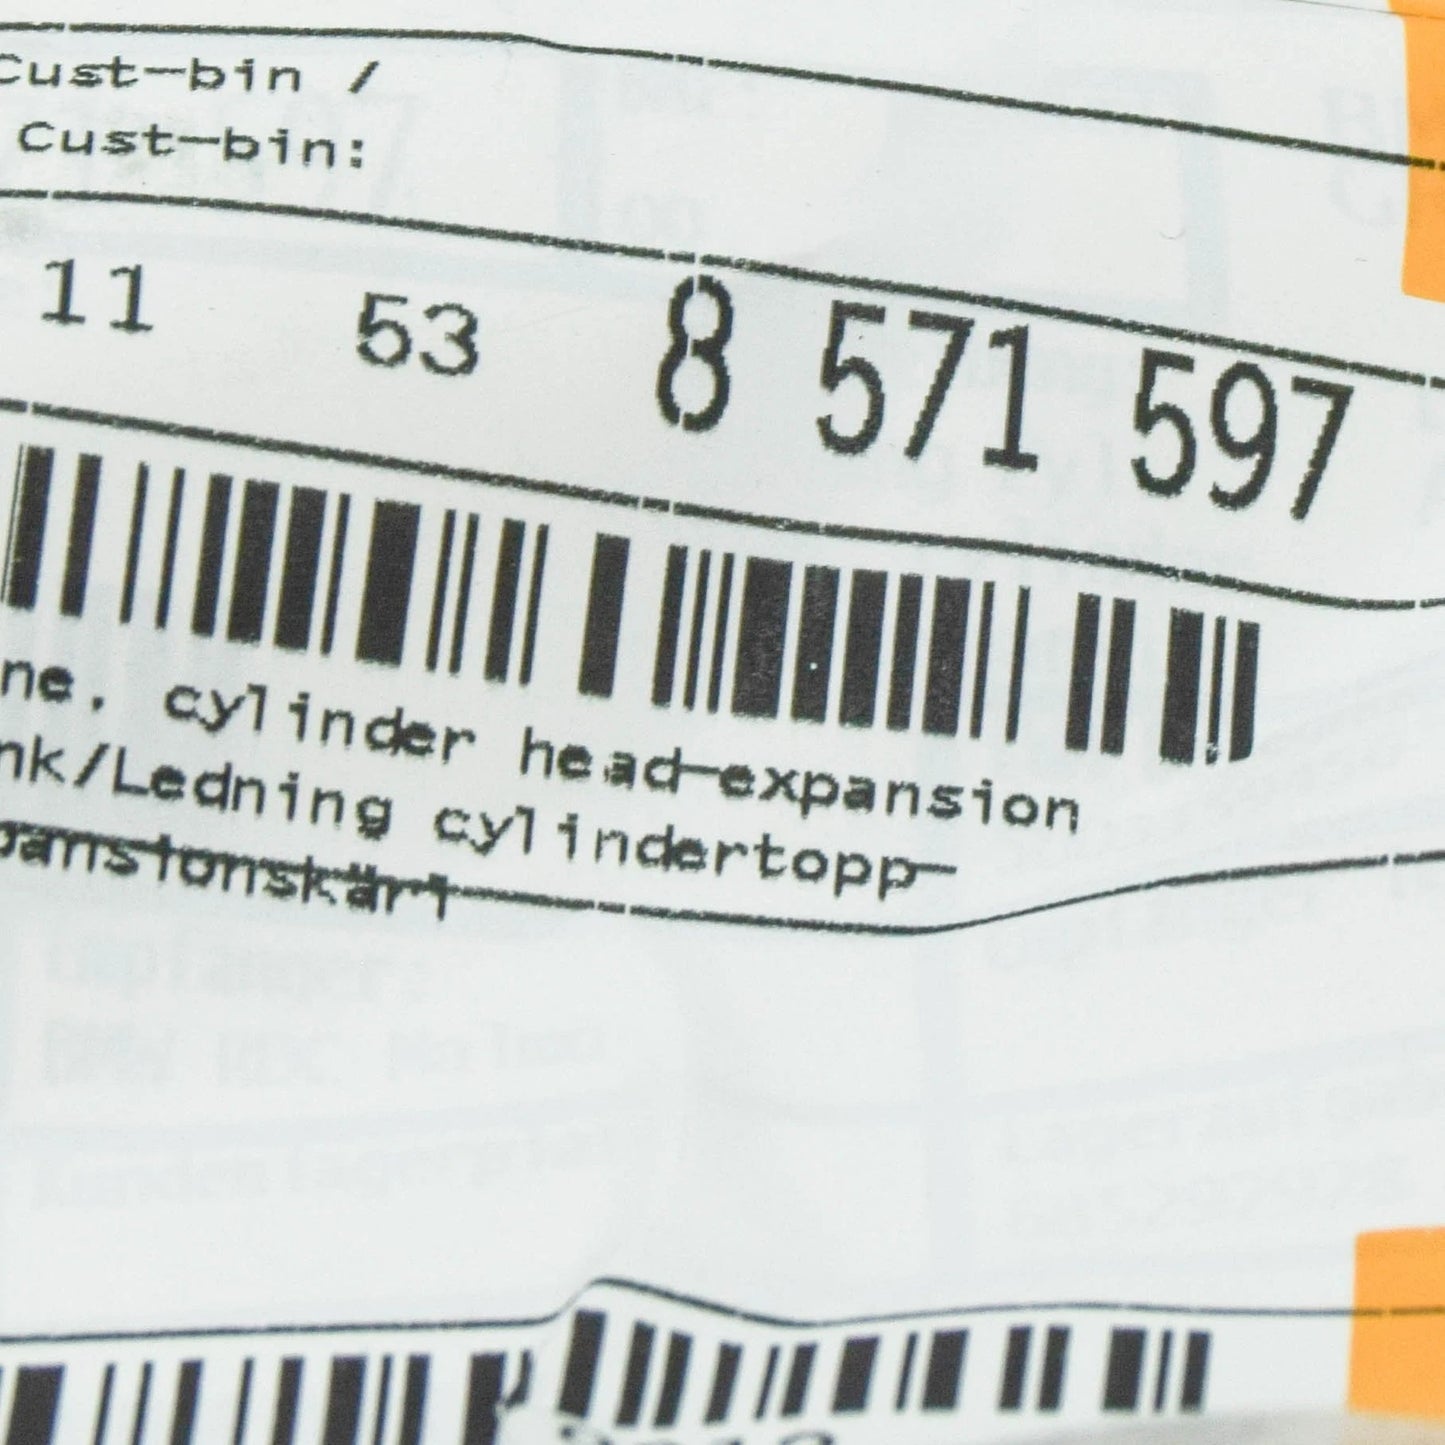 Cust-bin /
Cust-bin:
11 53 8 571 597
ne, cylinder head-expansion
nk/Ledning cylindertopp-
pansionskärl